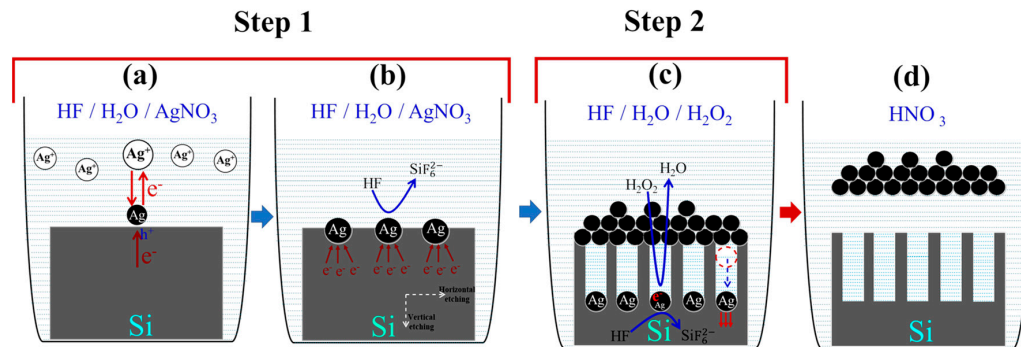 Step 1
Step 2
(a)
(b)
(c)
(d)
HF / H₂O / AgNO₃
HF / H₂O / AgNO₃
HF / H₂O / H₂O₂
HNO₃
Ag⁺
Ag⁺
Ag⁺
Ag⁺
Ag⁺
e⁻
Ag
h⁺
e⁻
Si
HF
SiF₆²⁻
Ag
Ag
Ag
e⁻ e⁻ e⁻
e⁻ e⁻ e⁻
e⁻ e⁻ e⁻
Horizontal
etching
Vertical
etching
Si
H₂O₂
H₂O
Ag
Ag
e⁻
Ag
Ag
Ag
HF
Si
SiF₆²⁻
Si